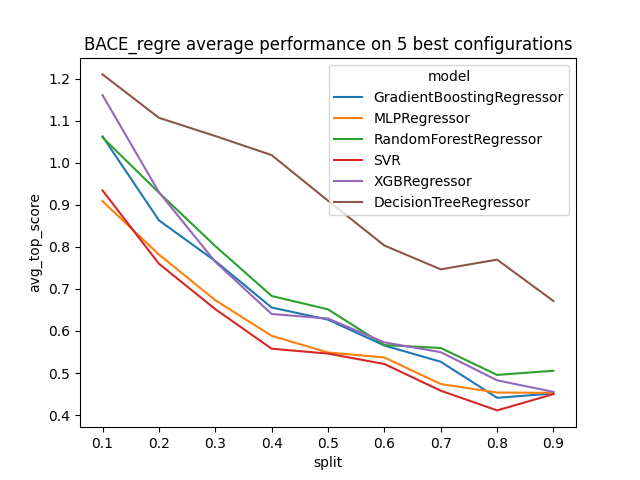 BACE_regre average performance on 5 best configurations
model
GradientBoostingRegressor
MLPRegressor
RandomForestRegressor
SVR
XGBRegressor
DecisionTreeRegressor
avg_top_score
1.2
1.1
1.0
0.9
0.8
0.7
0.6
0.5
0.4
0.1 0.2 0.3 0.4 0.5 0.6 0.7 0.8 0.9
split